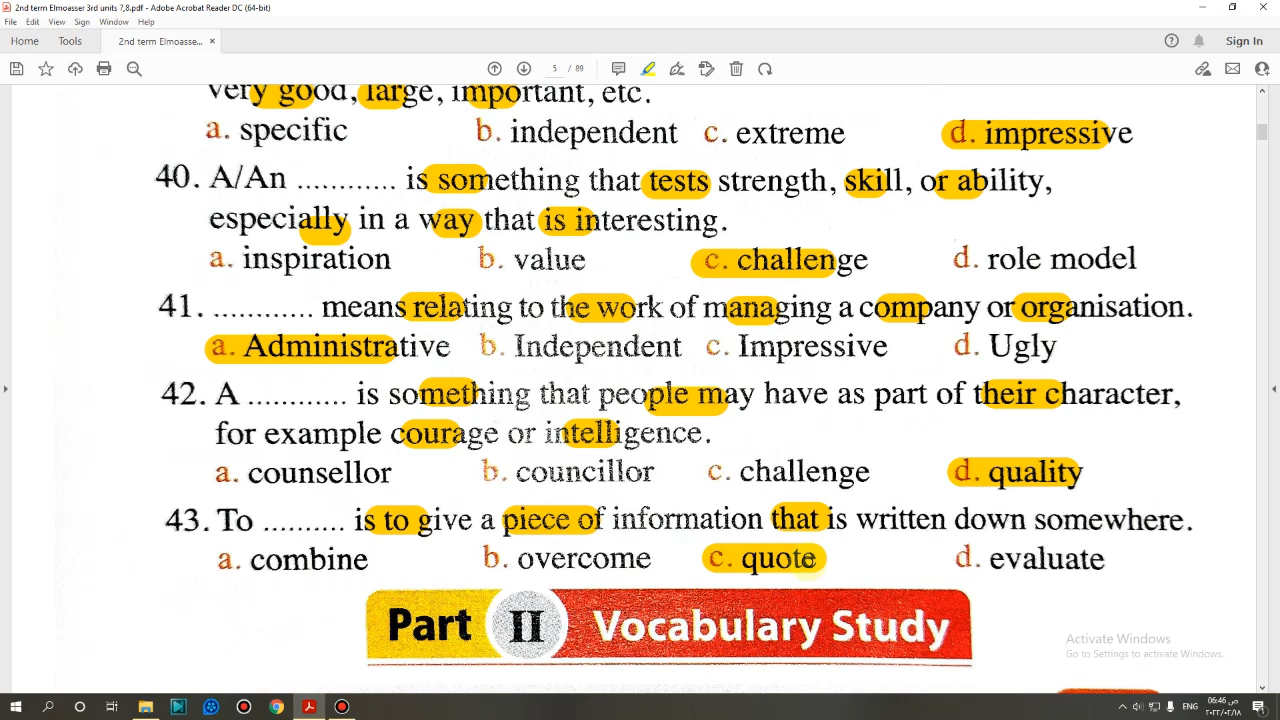 2nd term Elmoasser 3rd units 7,8.pdf - Adobe Acrobat Reader DC (64-bit)
File Edit View Sign Window Help
Home Tools 2nd term Elmoasse... × Sign In
5 / 89
very good, large, important, etc.
a. specific b. independent c. extreme d. impressive
40. A/An ............ is something that tests strength, skill, or ability,
especially in a way that is interesting.
a. inspiration b. value c. challenge d. role model
41. ............ means relating to the work of managing a company or organisation.
a. Administrative b. Independent c. Impressive d. Ugly
42. A ............ is something that people may have as part of their character,
for example courage or intelligence.
a. counsellor b. councillor c. challenge d. quality
43. To .......... is to give a piece of information that is written down somewhere.
a. combine b. overcome c. quote d. evaluate
Part II Vocabulary Study
Activate Windows
Go to Settings to activate Windows.
ENG 06:46 ص
٢٠٢٢/٠٢/١٨